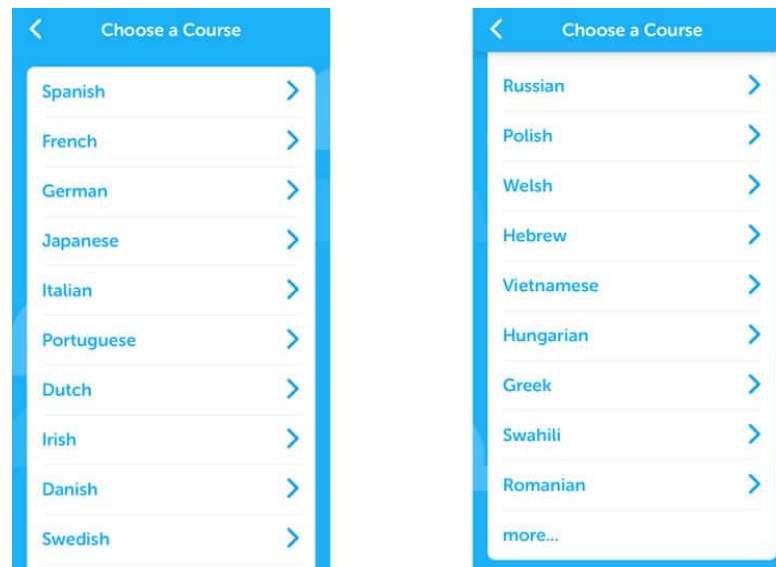 Choose a Course
Spanish
French
German
Japanese
Italian
Portuguese
Dutch
Irish
Danish
Swedish
Choose a Course
Russian
Polish
Welsh
Hebrew
Vietnamese
Hungarian
Greek
Swahili
Romanian
more...